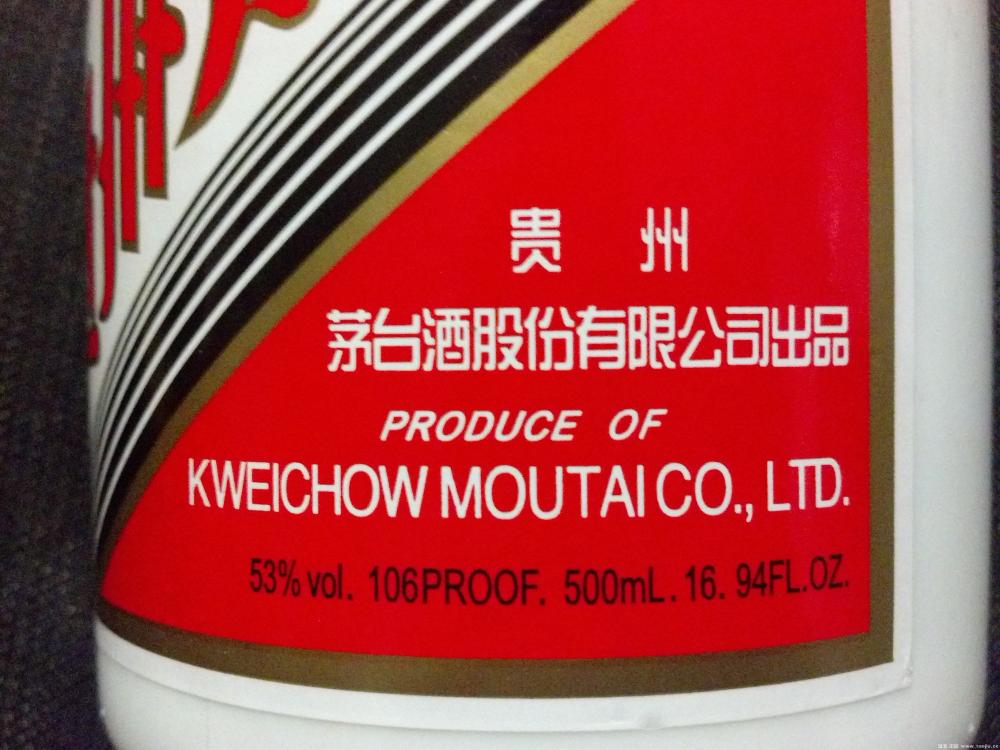 贵 州
茅台酒股份有限公司出品
PRODUCE OF
KWEICHOW MOUTAI CO., LTD.
53% vol. 106PROOF. 500mL. 16. 94FL.OZ.